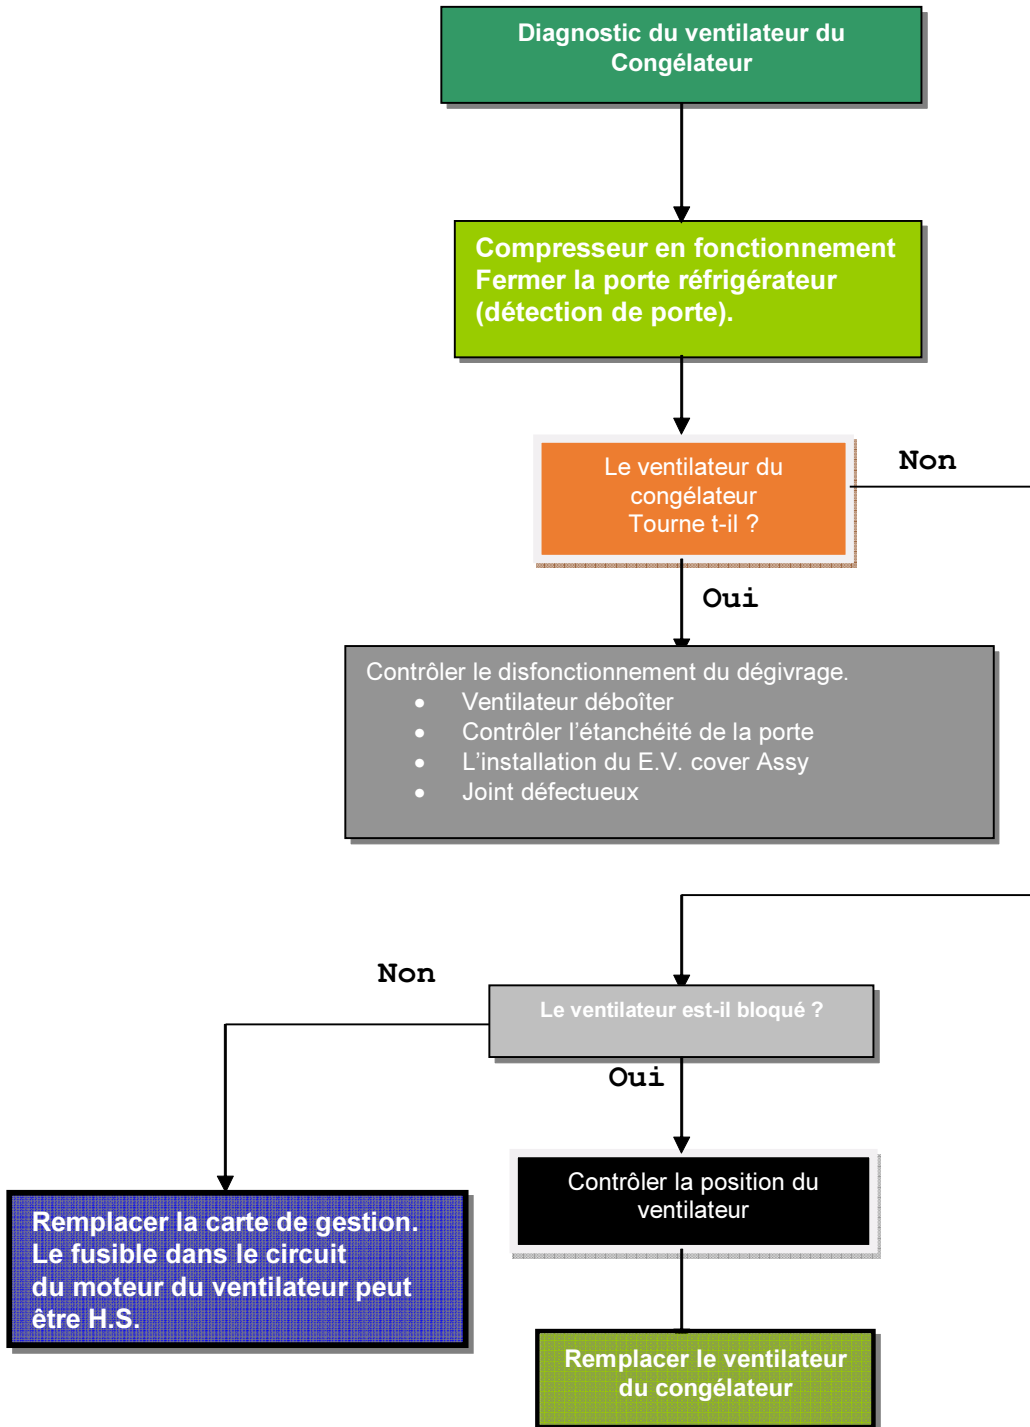 Diagnostic du ventilateur du
Congélateur
Compresseur en fonctionnement
Fermer la porte réfrigérateur
(détection de porte).
Le ventilateur du
congélateur
Tourne t-il ?
Non
Oui
Contrôler le disfonctionnement du dégivrage.
• Ventilateur déboîter
• Contrôler l’étanchéité de la porte
• L’installation du E.V. cover Assy
• Joint défectueux
Non
Le ventilateur est-il bloqué ?
Oui
Contrôler la position du
ventilateur
Remplacer la carte de gestion.
Le fusible dans le circuit
du moteur du ventilateur peut
être H.S.
Remplacer le ventilateur
du congélateur